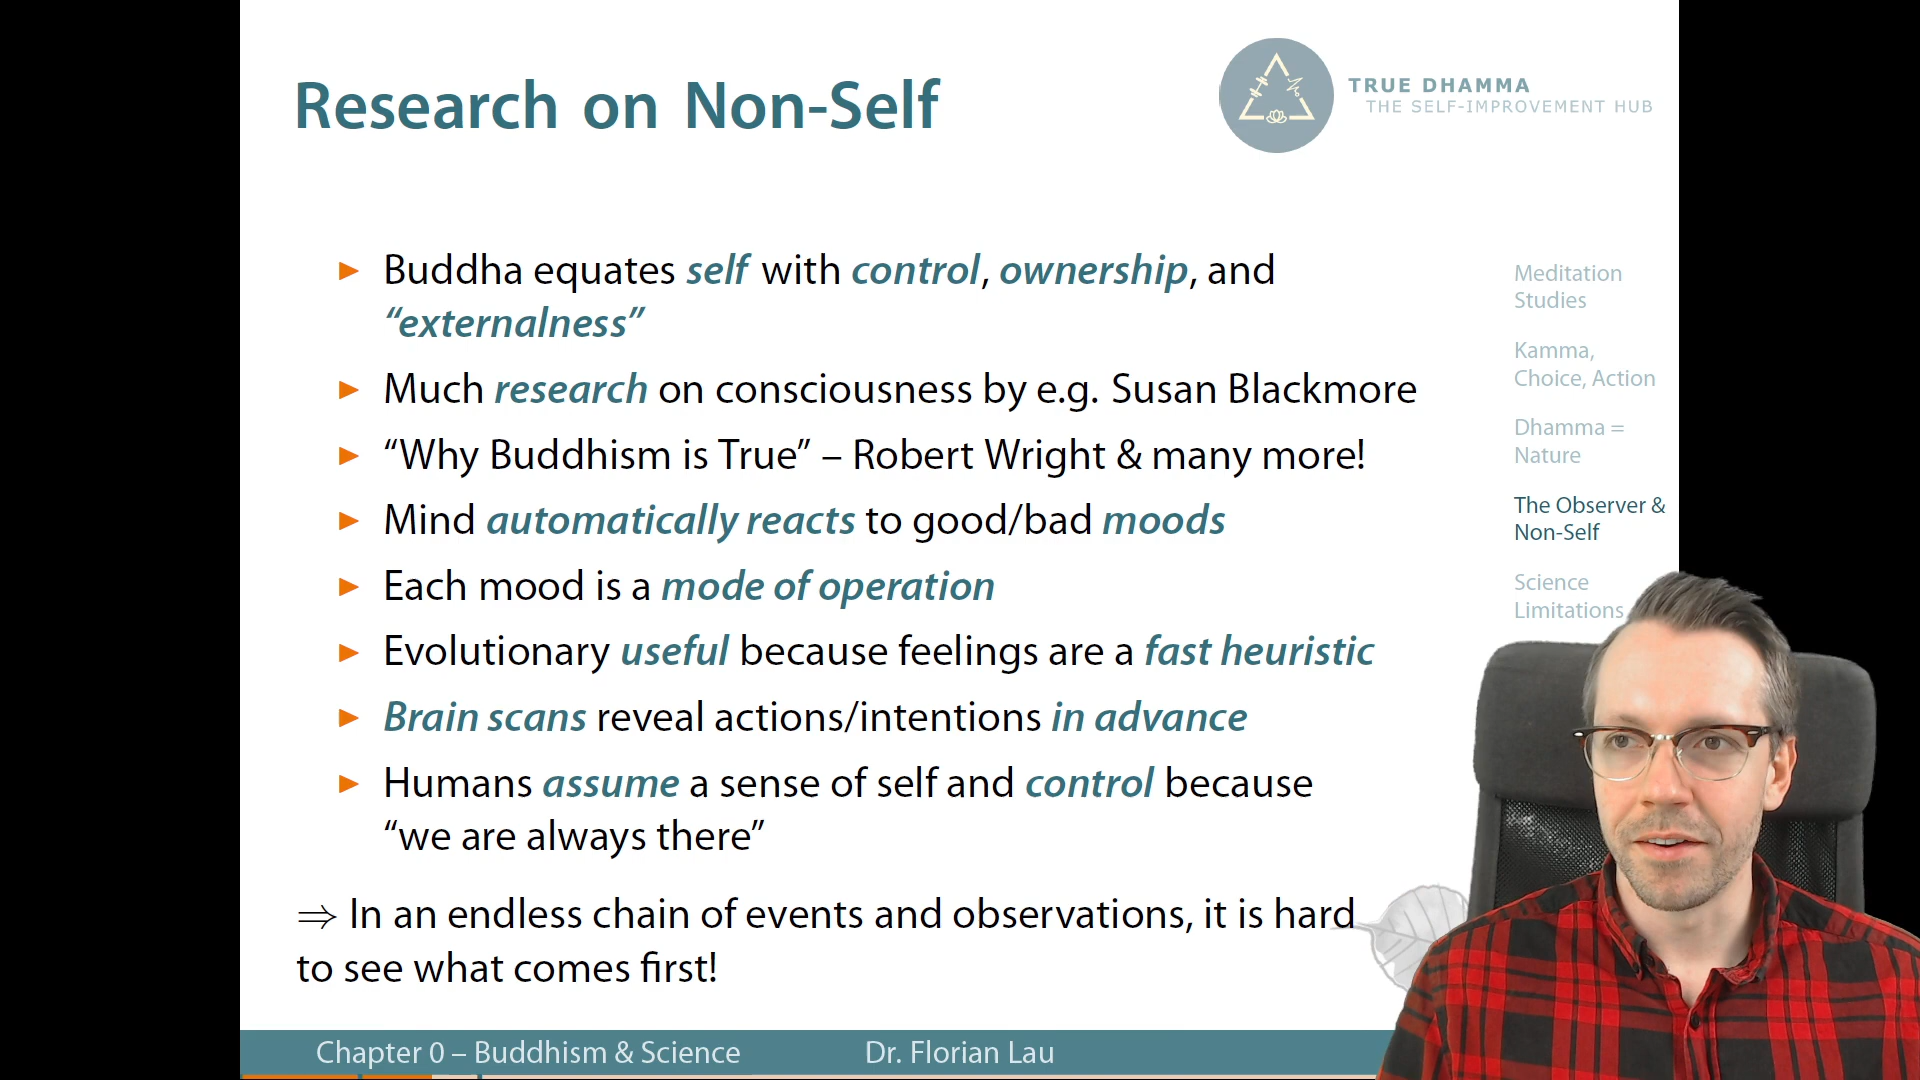 Research on Non-Self
TRUE DHAMMA
THE SELF-IMPROVEMENT HUB
▶ Buddha equates self with control, ownership, and
“externalness”
▶ Much research on consciousness by e.g. Susan Blackmore
▶ “Why Buddhism is True” – Robert Wright & many more!
▶ Mind automatically reacts to good/bad moods
▶ Each mood is a mode of operation
▶ Evolutionary useful because feelings are a fast heuristic
▶ Brain scans reveal actions/intentions in advance
▶ Humans assume a sense of self and control because
“we are always there”
⇒ In an endless chain of events and observations, it is hard
to see what comes first!
Meditation
Studies
Kamma,
Choice, Action
Dhamma =
Nature
The Observer &
Non-Self
Science
Limitations
Chapter 0 – Buddhism & Science
Dr. Florian Lau